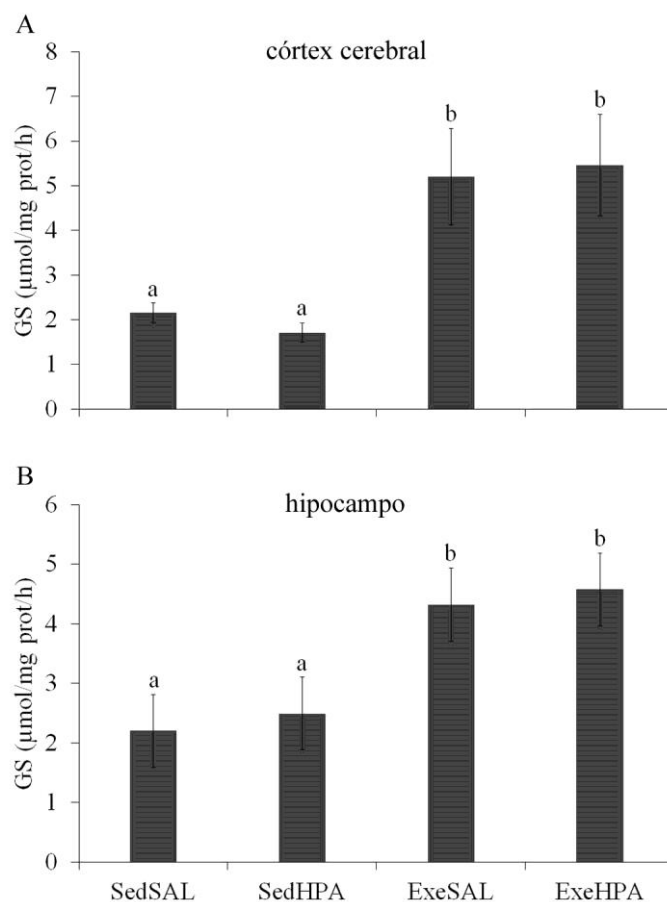 A
córtex cerebral
GS (µmol/mg prot/h)
8
7
6
5
4
3
2
1
0
a
a
b
b
B
hipocampo
GS (µmol/mg prot/h)
6
5
4
3
2
1
0
a
a
b
b
SedSAL SedHPA ExeSAL ExeHPA